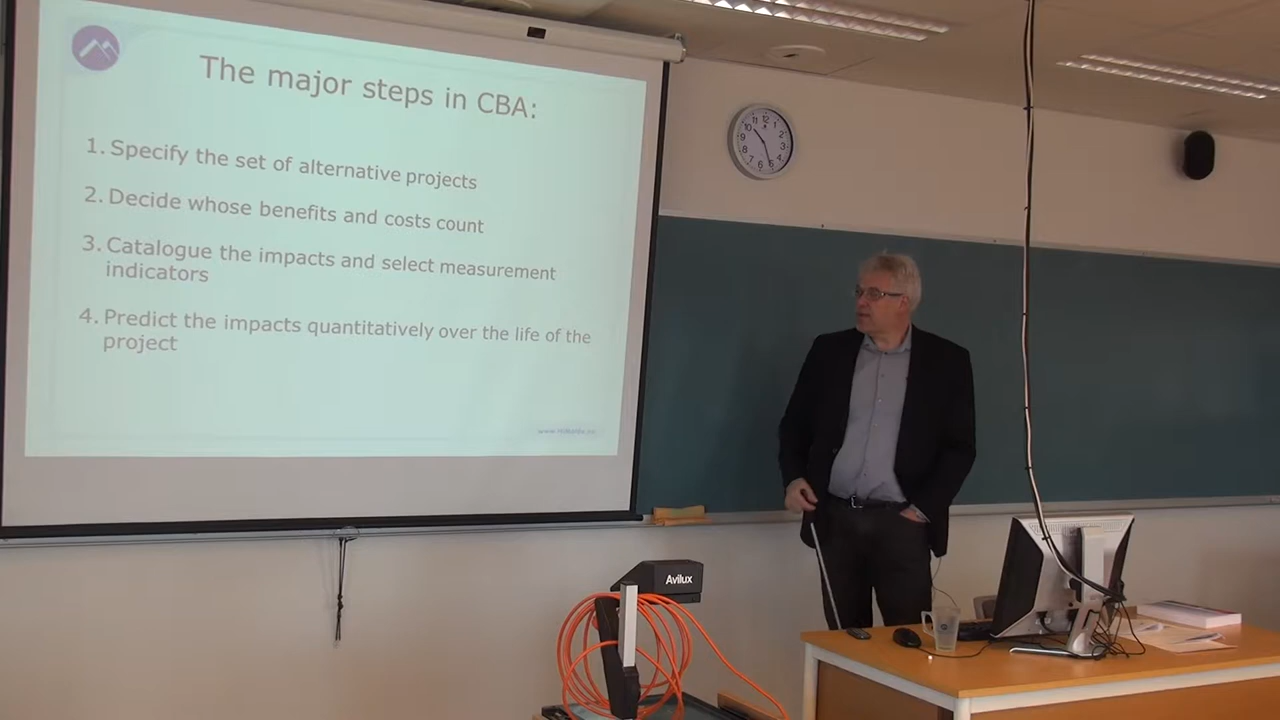 The major steps in CBA:
1. Specify the set of alternative projects
2. Decide whose benefits and costs count
3. Catalogue the impacts and select measurement
indicators
4. Predict the impacts quantitatively over the life of the
project
Avilux